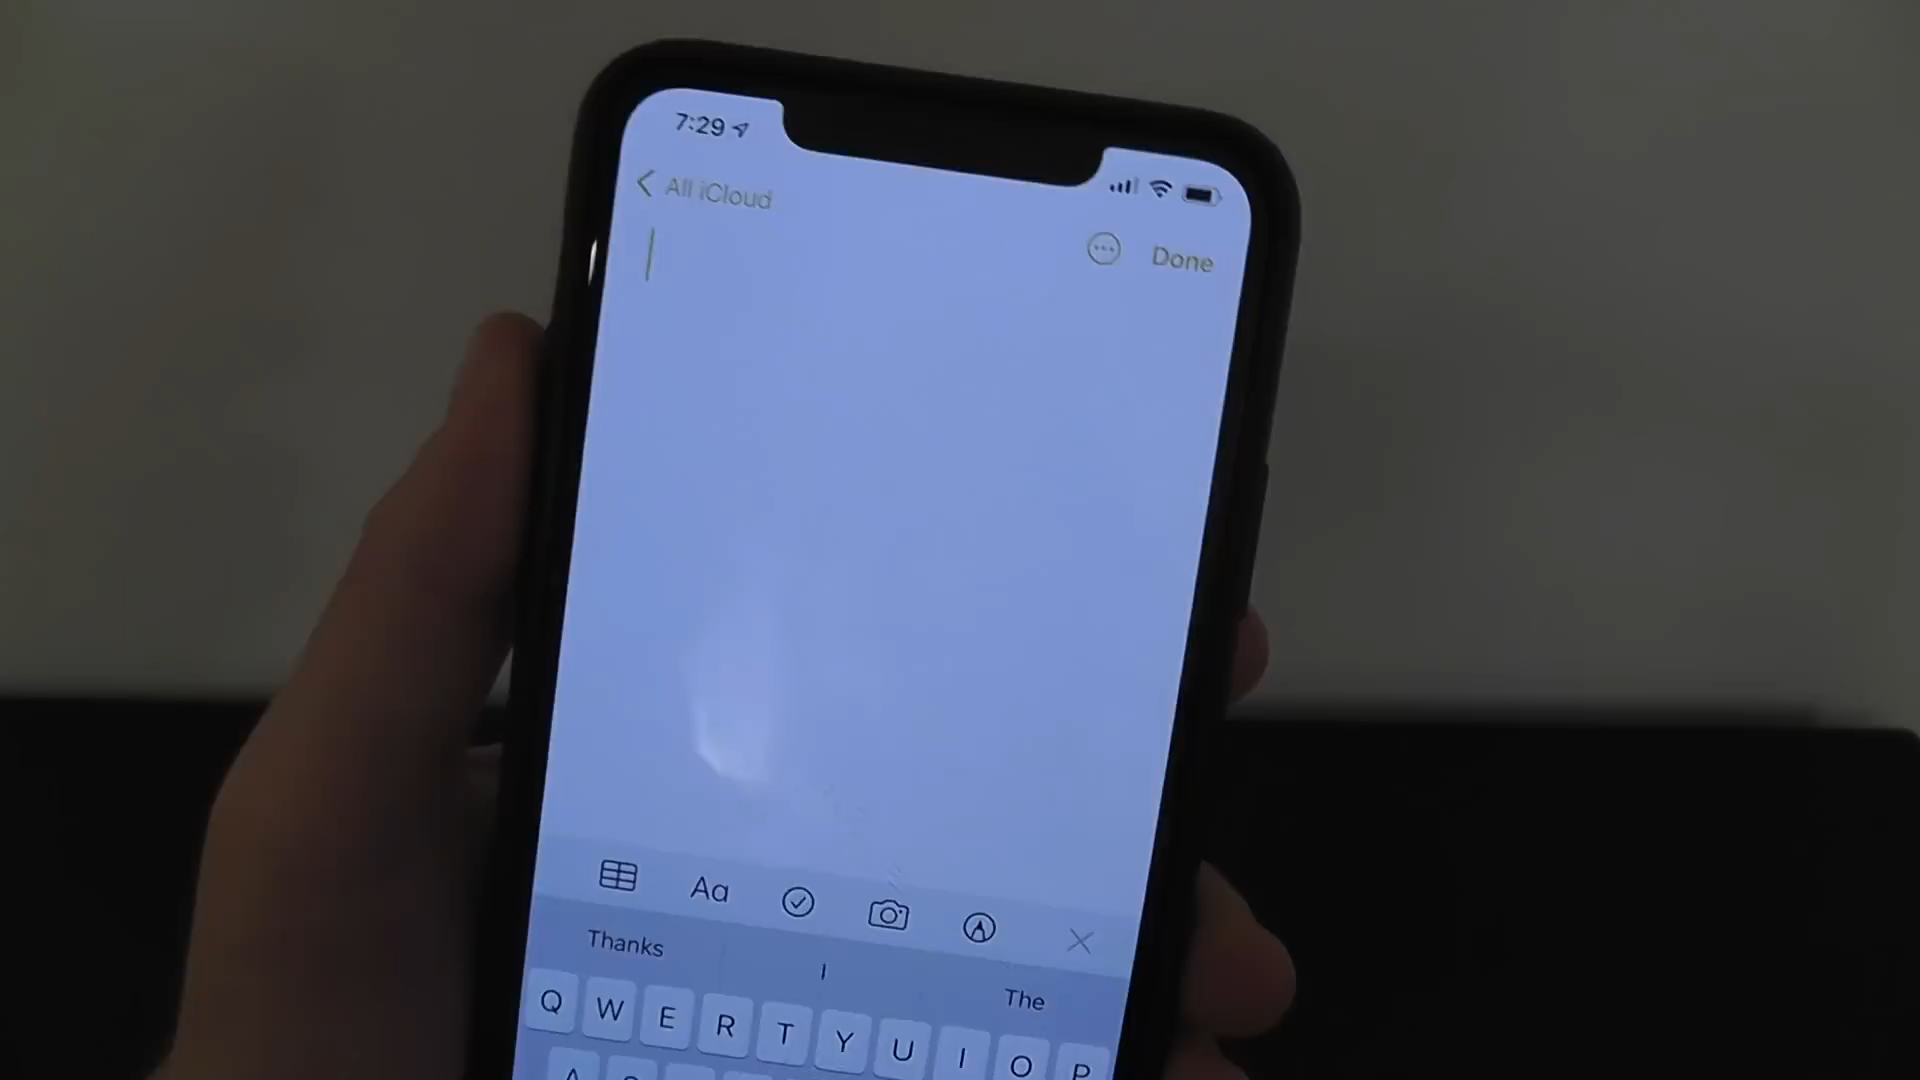 7:29
All iCloud
Done
Aa
Thanks
I
The
Q W E R T Y U I O P